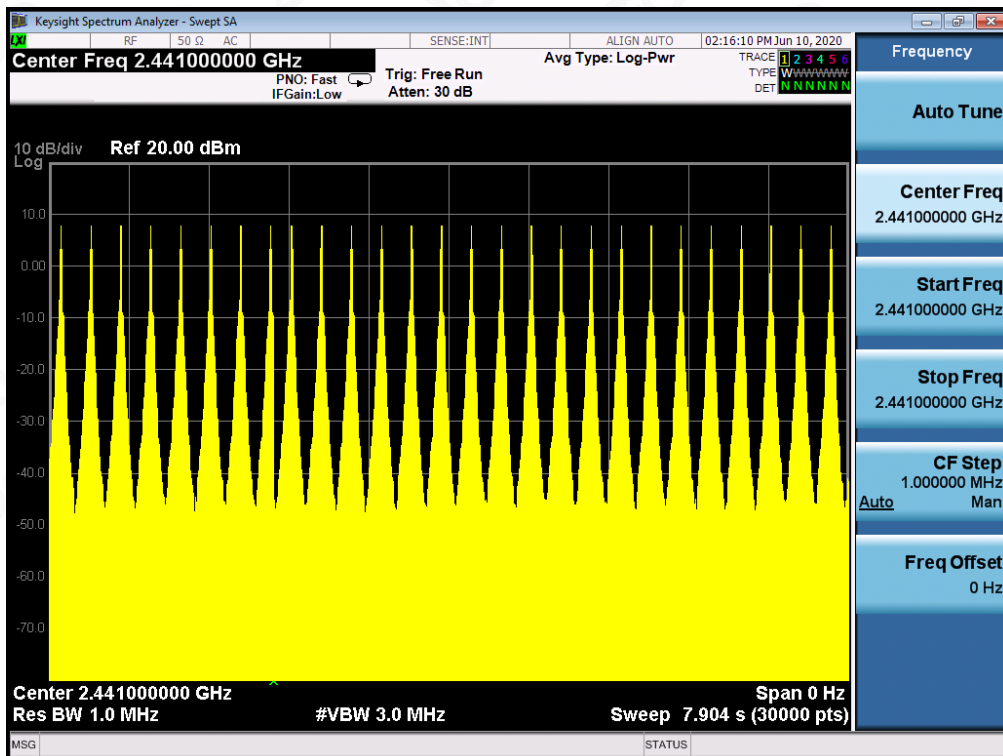 Keysight Spectrum Analyzer - Swept SA
LXI RF 50 Ω AC SENSE:INT ALIGN AUTO 02:16:10 PM Jun 10, 2020
Center Freq 2.441000000 GHz
PNO: Fast
IFGain:Low
Trig: Free Run
Atten: 30 dB
Avg Type: Log-Pwr
TRACE 1 2 3 4 5 6
TYPE WWWWWWW
DET N N N N N N
10 dB/div Ref 20.00 dBm
Log
10.0
0.00
-10.0
-20.0
-30.0
-40.0
-50.0
-60.0
-70.0
Center 2.441000000 GHz Span 0 Hz
Res BW 1.0 MHz #VBW 3.0 MHz Sweep 7.904 s (30000 pts)
MSG STATUS
Frequency
Auto Tune
Center Freq
2.441000000 GHz
Start Freq
2.441000000 GHz
Stop Freq
2.441000000 GHz
CF Step
1.000000 MHz
Auto Man
Freq Offset
0 Hz